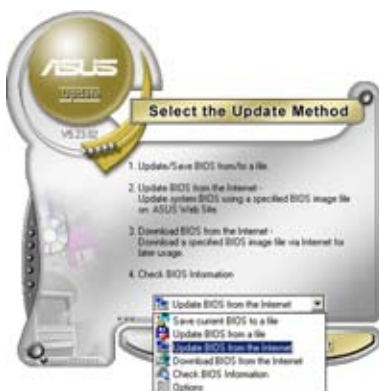 ASUS
Update
V5.23.02
Select the Update Method
1. Update/Save BIOS from/to a file.
2. Update BIOS from the Internet -
Update system BIOS using a specified BIOS image file
on ASUS Web Site.
3. Download BIOS from the Internet -
Download a specified BIOS image file via Internet for
later usage.
4. Check BIOS Information
Update BIOS from the Internet
Save current BIOS to a file
Update BIOS from a file
Update BIOS from the Internet
Download BIOS from the Internet
Check BIOS Information
Options